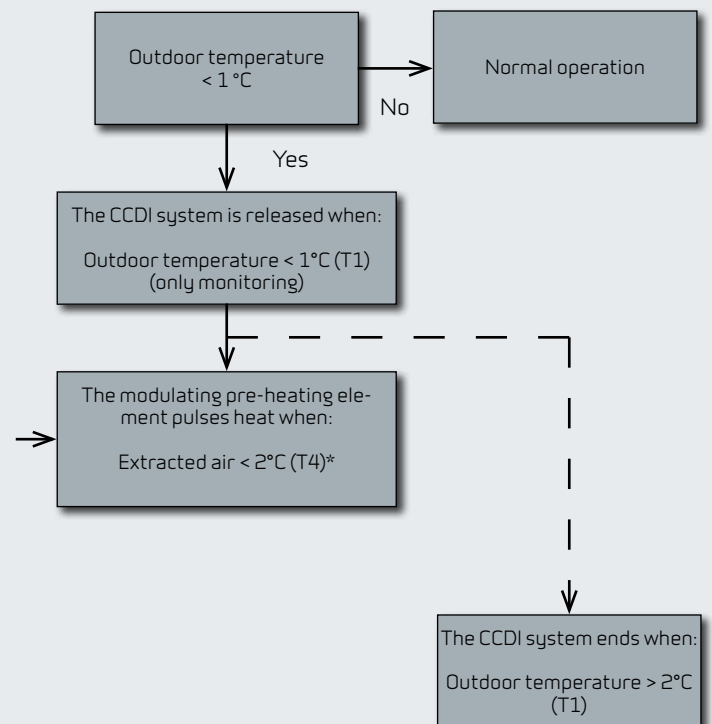 Outdoor temperature
< 1 °C
Normal operation
No
Yes
The CCDI system is released when:
Outdoor temperature < 1°C (T1)
(only monitoring)
The modulating pre-heating ele-
ment pulses heat when:
Extracted air < 2°C (T4)*
The CCDI system ends when:
Outdoor temperature > 2°C
(T1)